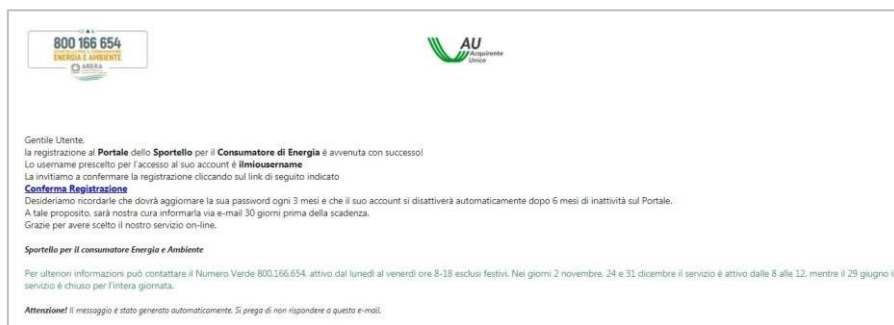 800 166 654
SPORTELLO PER IL CONSUMATORE
ENERGIA E AMBIENTE
ARERA
AU
Acquirente
Unico
Gentile Utente,
la registrazione al Portale dello Sportello per il Consumatore di Energia è avvenuta con successo!
Lo username prescelto per l'accesso al suo account è ilmiousername
La invitiamo a confermare la registrazione cliccando sul link di seguito indicato
Conferma Registrazione
Desideriamo ricordarle che dovrà aggiornare la sua password ogni 3 mesi e che il suo account si disattiverà automaticamente dopo 6 mesi di inattività sul Portale.
A tale proposito, sarà nostra cura informarla via e-mail 30 giorni prima della scadenza.
Grazie per avere scelto il nostro servizio on-line.
Sportello per il consumatore Energia e Ambiente
Per ulteriori informazioni può contattare il Numero Verde 800.166.654, attivo dal lunedì al venerdì ore 8-18 esclusi festivi. Nei giorni 2 novembre, 24 e 31 dicembre il servizio è attivo dalle 8 alle 12, mentre il 29 giugno i
servizio è chiuso per l'intera giornata.
Attenzione! Il messaggio è stato generato automaticamente. Si prega di non rispondere a questa e-mail.